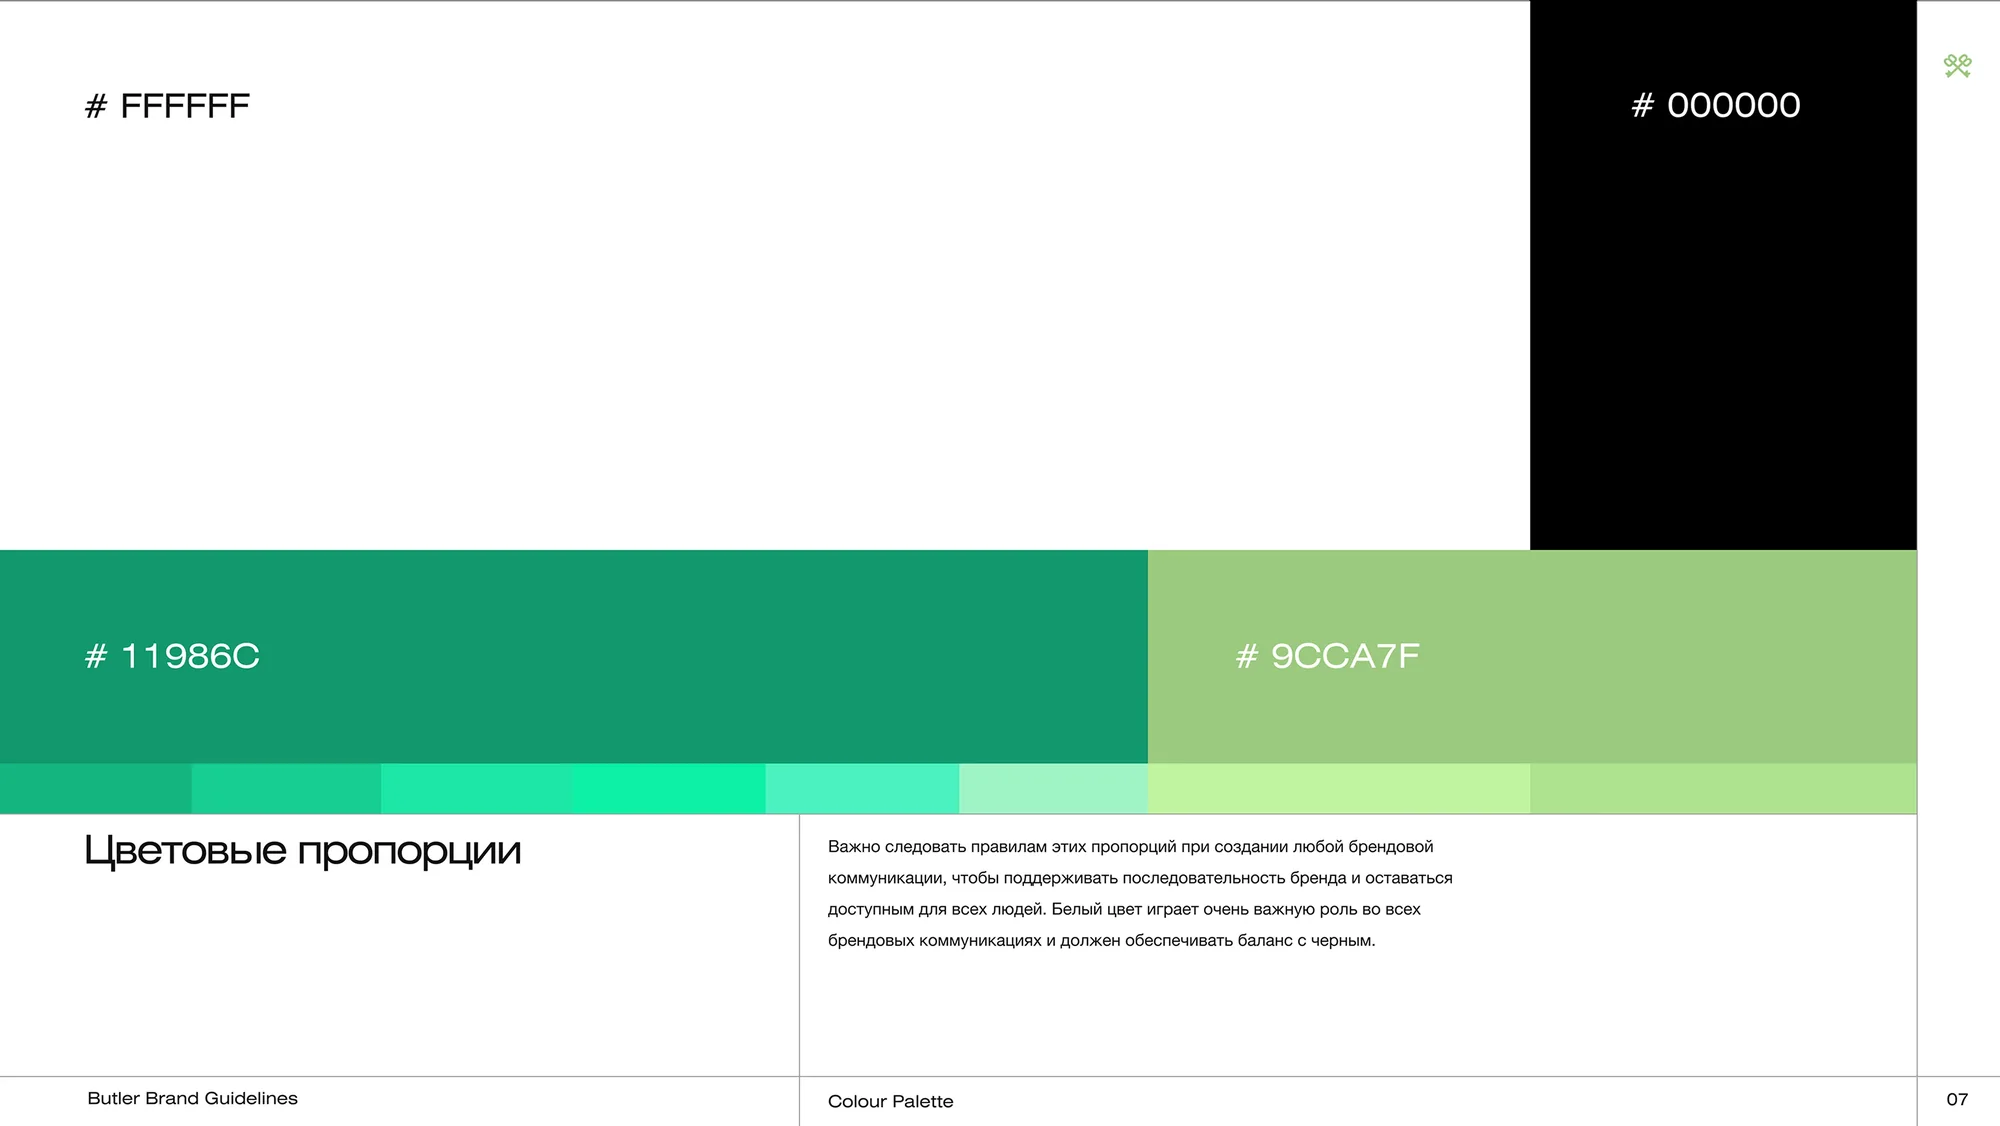 # FFFFFF
# 000000
# 11986C
# 9CCA7F
Цветовые пропорции
Важно следовать правилам этих пропорций при создании любой брендовой
коммуникации, чтобы поддерживать последовательность бренда и оставаться
доступным для всех людей. Белый цвет играет очень важную роль во всех
брендовых коммуникациях и должен обеспечивать баланс с черным.
Butler Brand Guidelines
Colour Palette
07